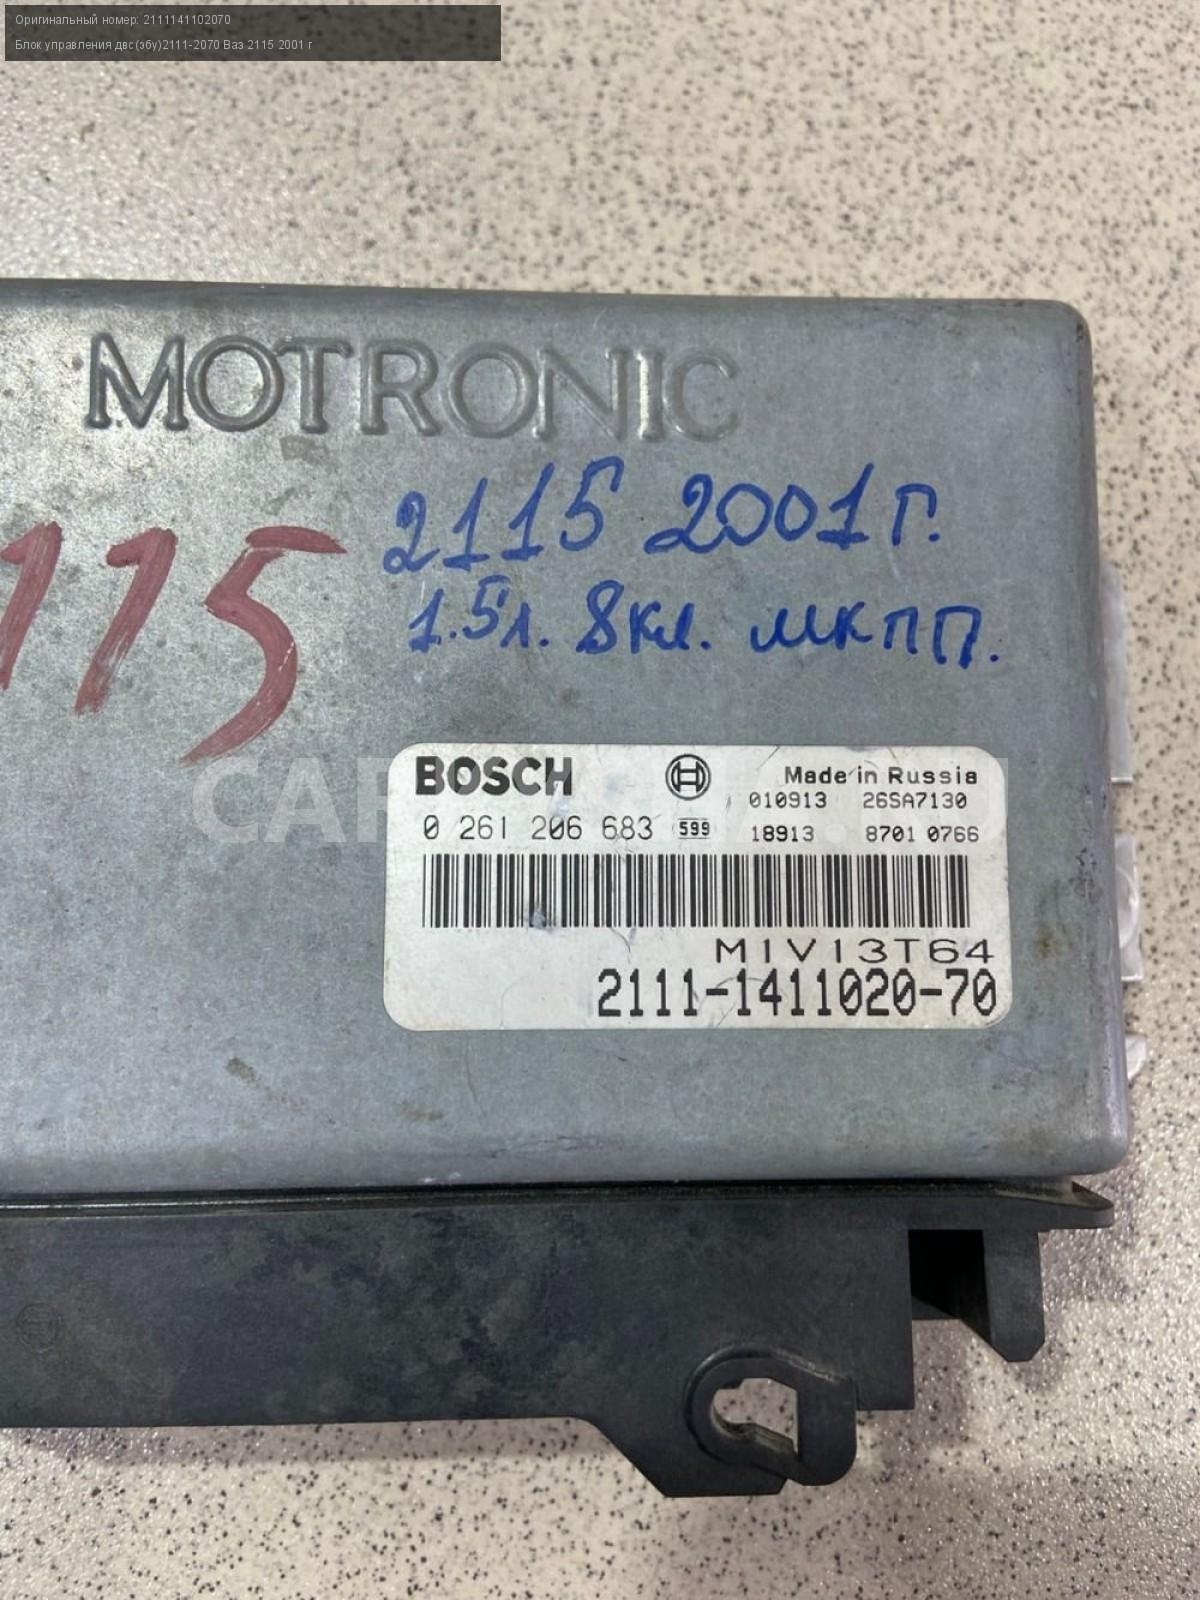 Оригинальный номер: 2111141102070
Блок управления двс (эбу)2111-2070 Ваз 2115 2001 г
MOTRONIC
2115 2001 г.
1.5л. 8кл. мкпп.
115
BOSCH
Made in Russia
010913 26SA7130
0 261 206 683 599
18913 8701 0766
M1V13T64
2111-1411020-70